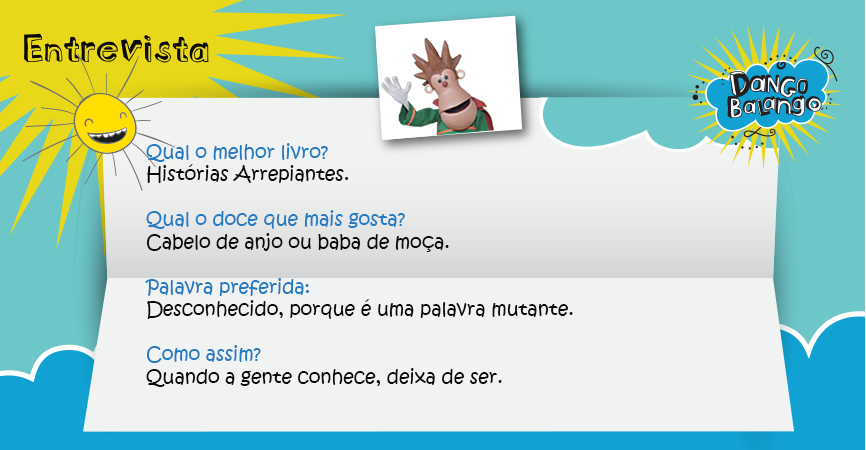 Entrevista
Dango
Balango
Qual o melhor livro?
Histórias Arrepiantes.
Qual o doce que mais gosta?
Cabelo de anjo ou baba de moça.
Palavra preferida:
Desconhecido, porque é uma palavra mutante.
Como assim?
Quando a gente conhece, deixa de ser.